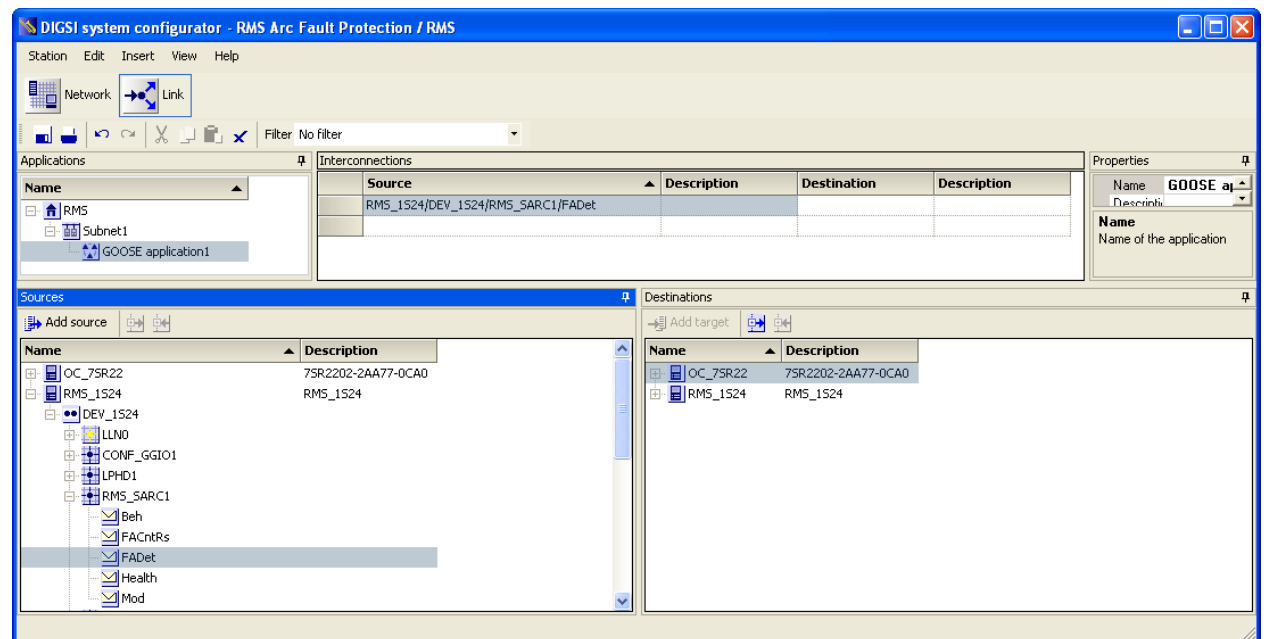 DIGSI system configurator - RMS Arc Fault Protection / RMS
Station Edit Insert View Help
Network Link
Filter No filter
Applications
Name
RMS
Subnet1
GOOSE application1
Interconnections
Source Description Destination Description
RMS_1S24/DEV_1S24/RMS_SARC1/FADet
Properties
Name GOOSE
Name
Name of the application
Sources
Add source
Name Description
OC_7SR22 7SR2202-2AA77-0CA0
RMS_1S24 RMS_1S24
DEV_1S24
LLN0
CONF_GGIO1
LPHD1
RMS_SARC1
Beh
FACntRs
FADet
Health
Mod
Destinations
Add target
Name Description
OC_7SR22 7SR2202-2AA77-0CA0
RMS_1S24 RMS_1S24